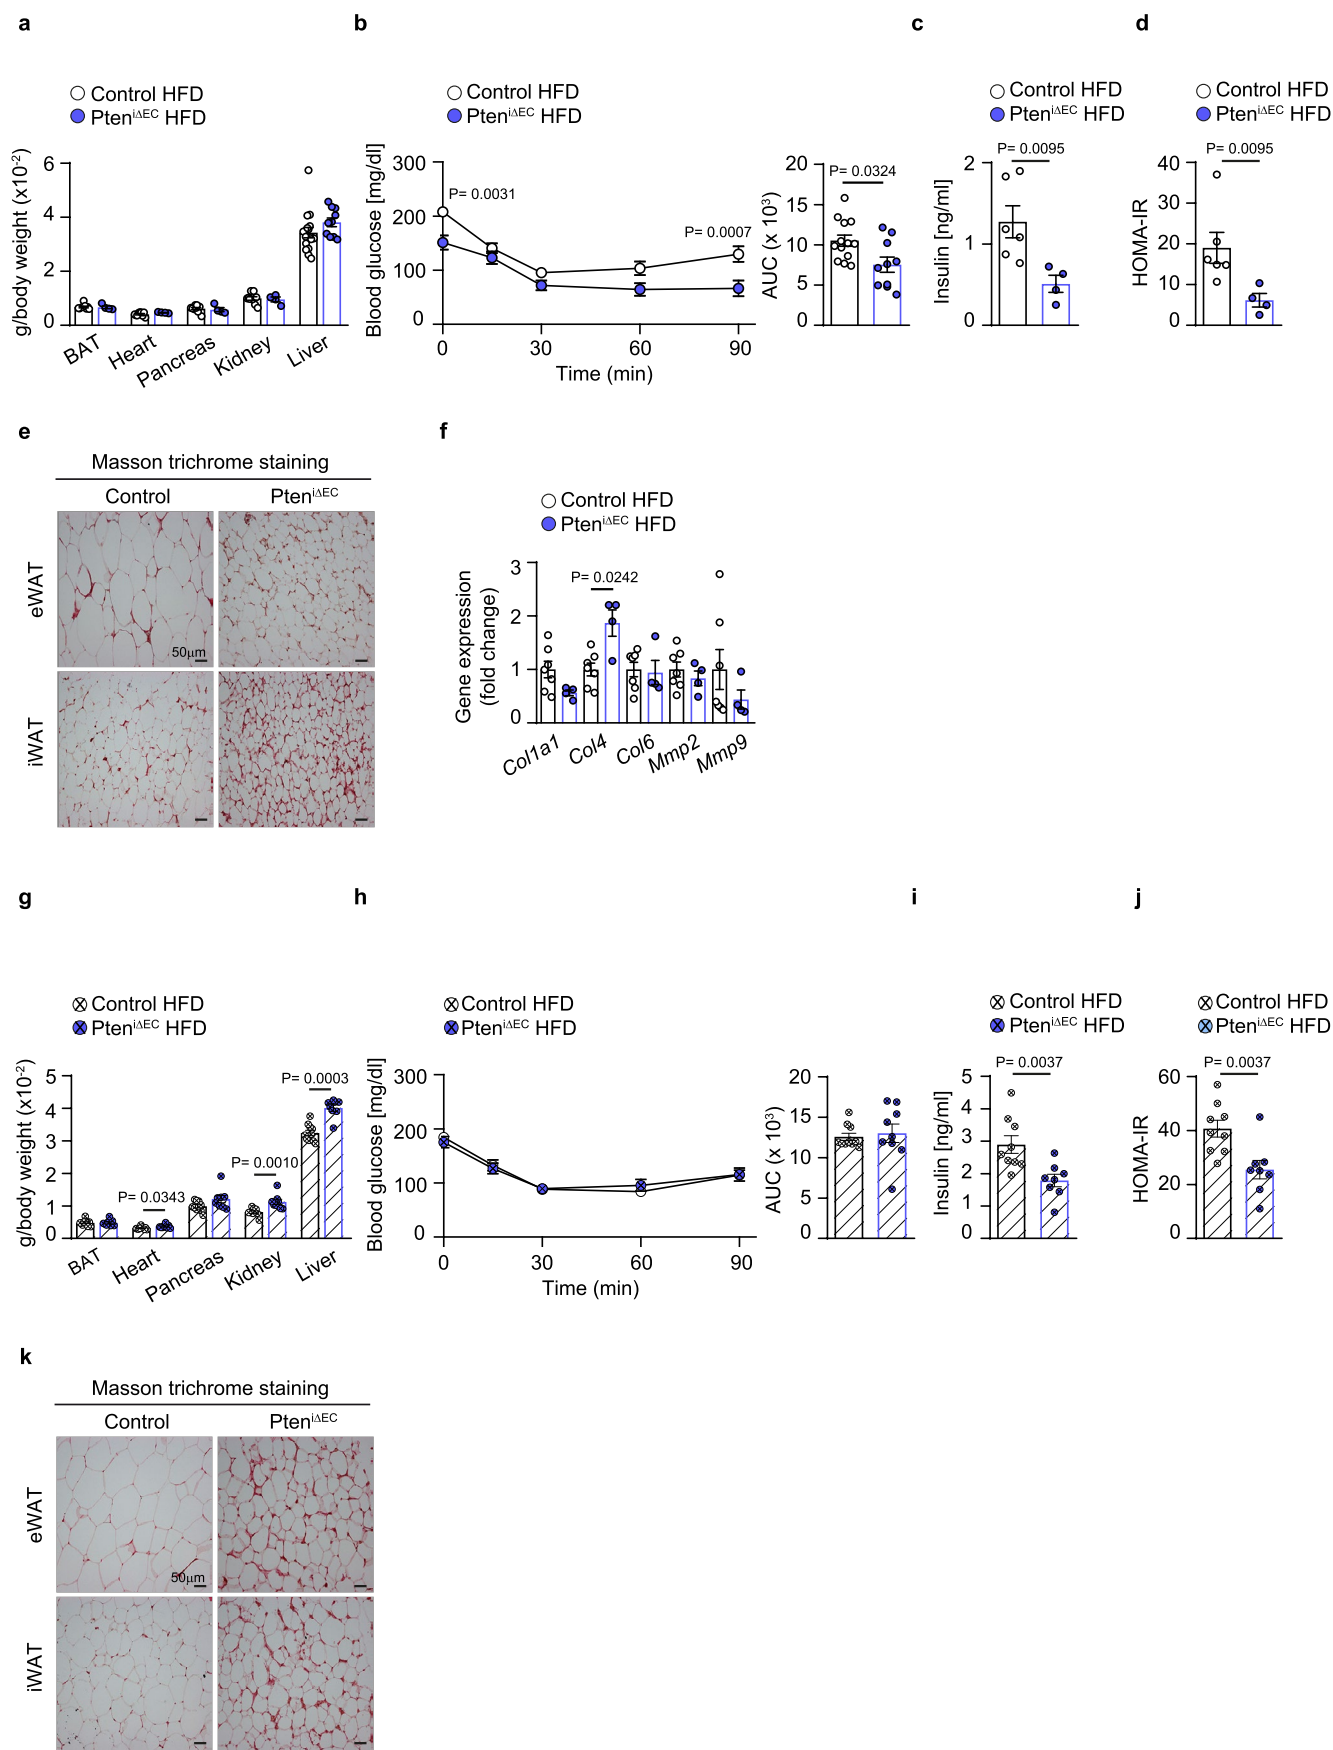 a
Control HFD
Pten^iΔEC HFD
g/body weight (x10^-2)
6
4
2
0
BAT
Heart
Pancreas
Kidney
Liver
b
Control HFD
Pten^iΔEC HFD
Blood glucose [mg/dl]
300
200
100
0
P= 0.0031
P= 0.0007
0
30
60
90
Time (min)
AUC (x 10^3)
20
15
10
5
0
P= 0.0324
c
Control HFD
Pten^iΔEC HFD
P= 0.0095
Insulin [ng/ml]
2
1
0
d
Control HFD
Pten^iΔEC HFD
P= 0.0095
HOMA-IR
40
30
20
10
0
e
Masson trichrome staining
Control
Pten^iΔEC
eWAT
50µm
iWAT
f
Control HFD
Pten^iΔEC HFD
Gene expression
(fold change)
3
2
1
0
P= 0.0242
Col1a1
Col4
Col6
Mmp2
Mmp9
g
Control HFD
Pten^iΔEC HFD
g/body weight (x10^-2)
5
4
3
2
1
0
P= 0.0343
P= 0.0010
P= 0.0003
BAT
Heart
Pancreas
Kidney
Liver
h
Control HFD
Pten^iΔEC HFD
Blood glucose [mg/dl]
300
200
100
0
0
30
60
90
Time (min)
AUC (x 10^3)
20
15
10
5
0
i
Control HFD
Pten^iΔEC HFD
P= 0.0037
Insulin [ng/ml]
5
4
3
2
1
0
j
Control HFD
Pten^iΔEC HFD
P= 0.0037
HOMA-IR
60
40
20
0
k
Masson trichrome staining
Control
Pten^iΔEC
eWAT
50µm
iWAT